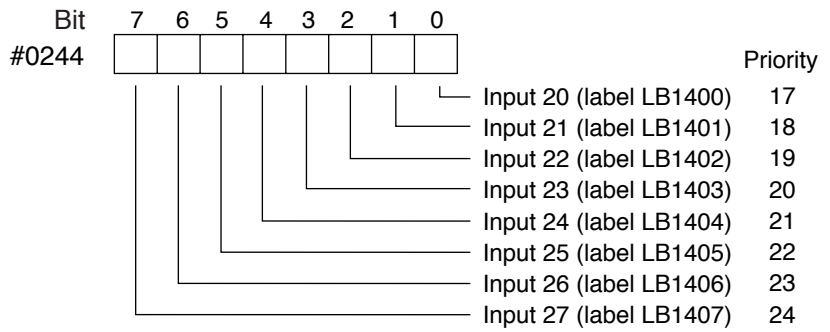 Bit 7 6 5 4 3 2 1 0
#0244
Priority
Input 20 (label LB1400) 17
Input 21 (label LB1401) 18
Input 22 (label LB1402) 19
Input 23 (label LB1403) 20
Input 24 (label LB1404) 21
Input 25 (label LB1405) 22
Input 26 (label LB1406) 23
Input 27 (label LB1407) 24